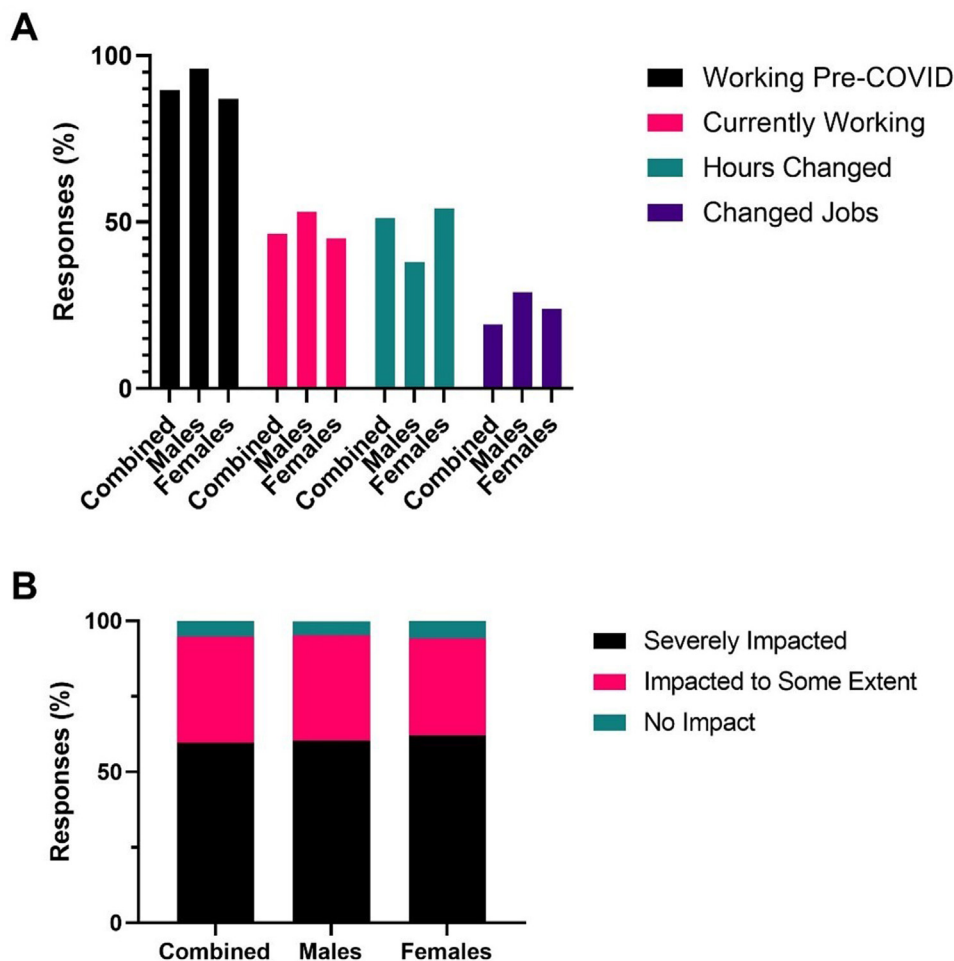 A
100
50
0
Responses (%)
Working Pre-COVID
Currently Working
Hours Changed
Changed Jobs
Combined
Males
Females
Combined
Males
Females
Combined
Males
Females
Combined
Males
Females
B
100
50
0
Responses (%)
Severely Impacted
Impacted to Some Extent
No Impact
Combined
Males
Females